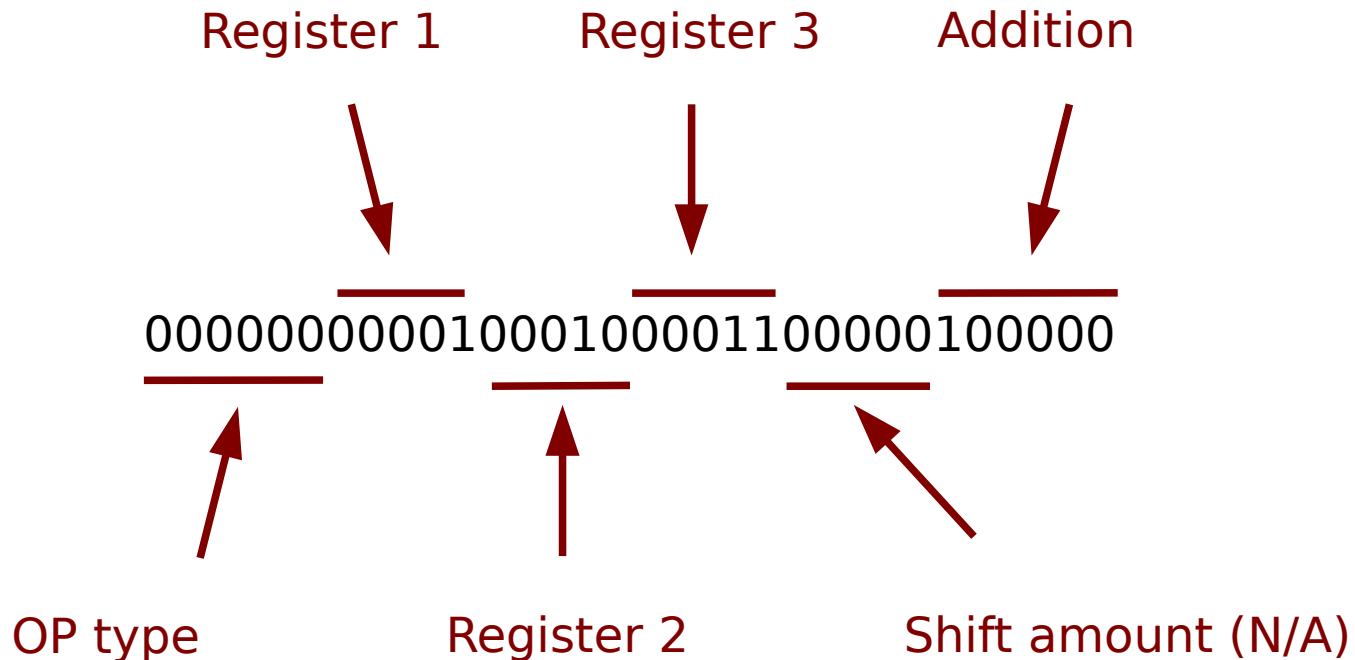 Register 1 Register 3 Addition
00000000001000100001100000100000
OP type Register 2 Shift amount (N/A)